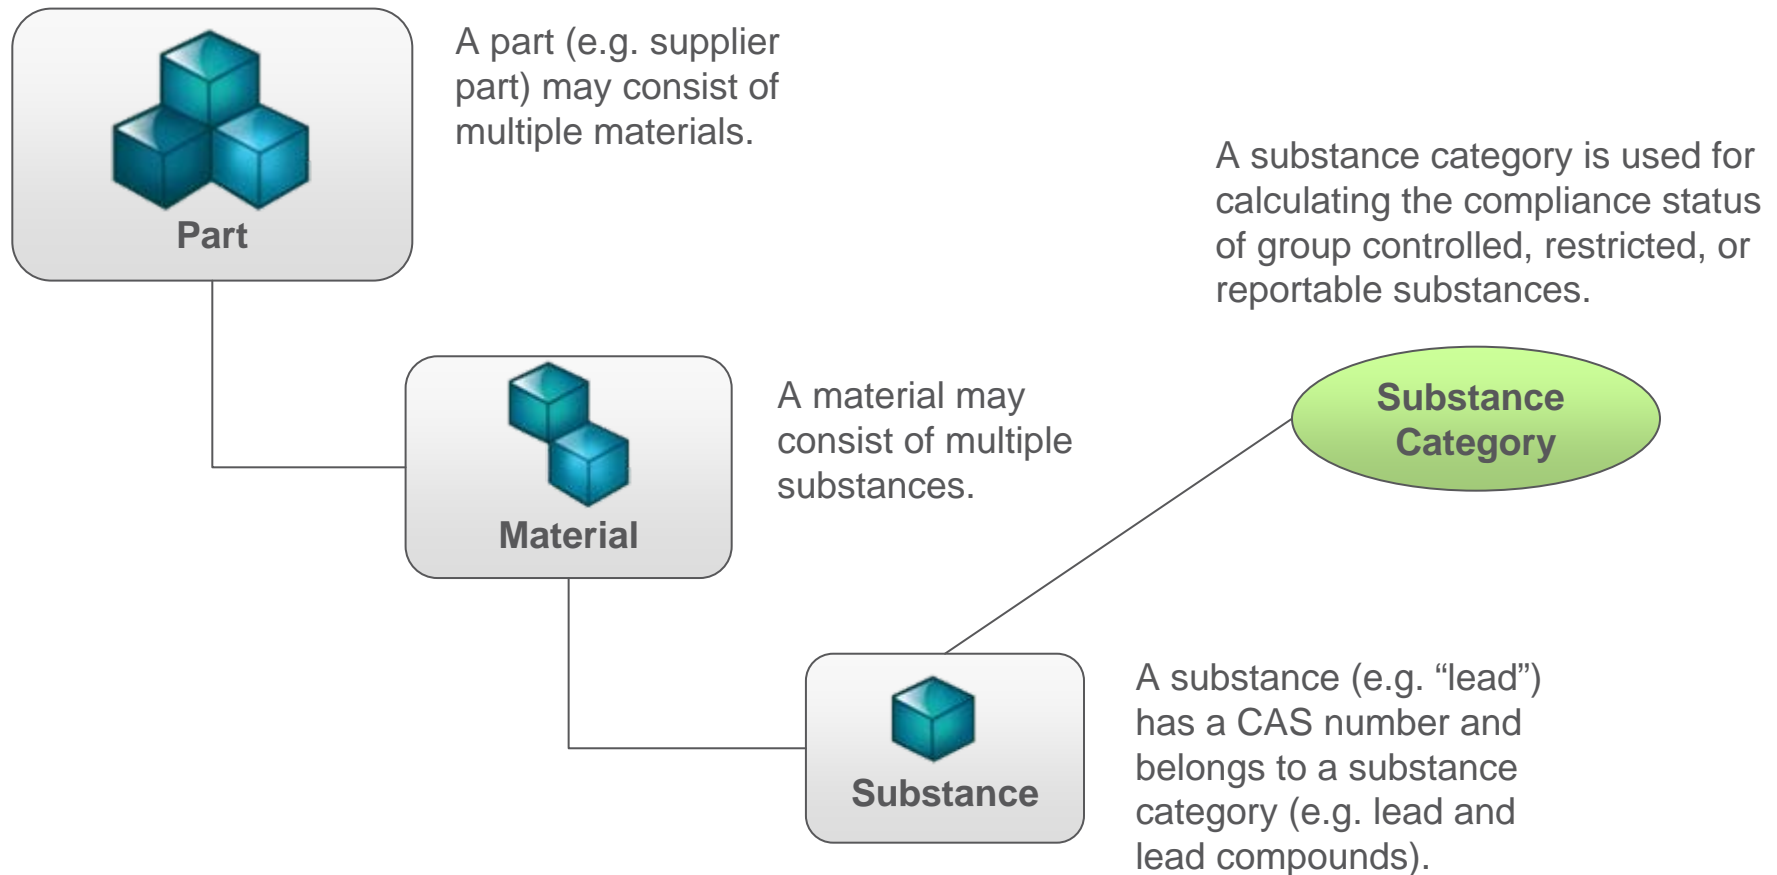 A part (e.g. supplier
part) may consist of
multiple materials.
Part
A substance category is used for
calculating the compliance status
of group controlled, restricted, or
reportable substances.
Substance
Category
A material may
consist of multiple
substances.
Material
A substance (e.g. “lead”)
has a CAS number and
belongs to a substance
category (e.g. lead and
lead compounds).
Substance